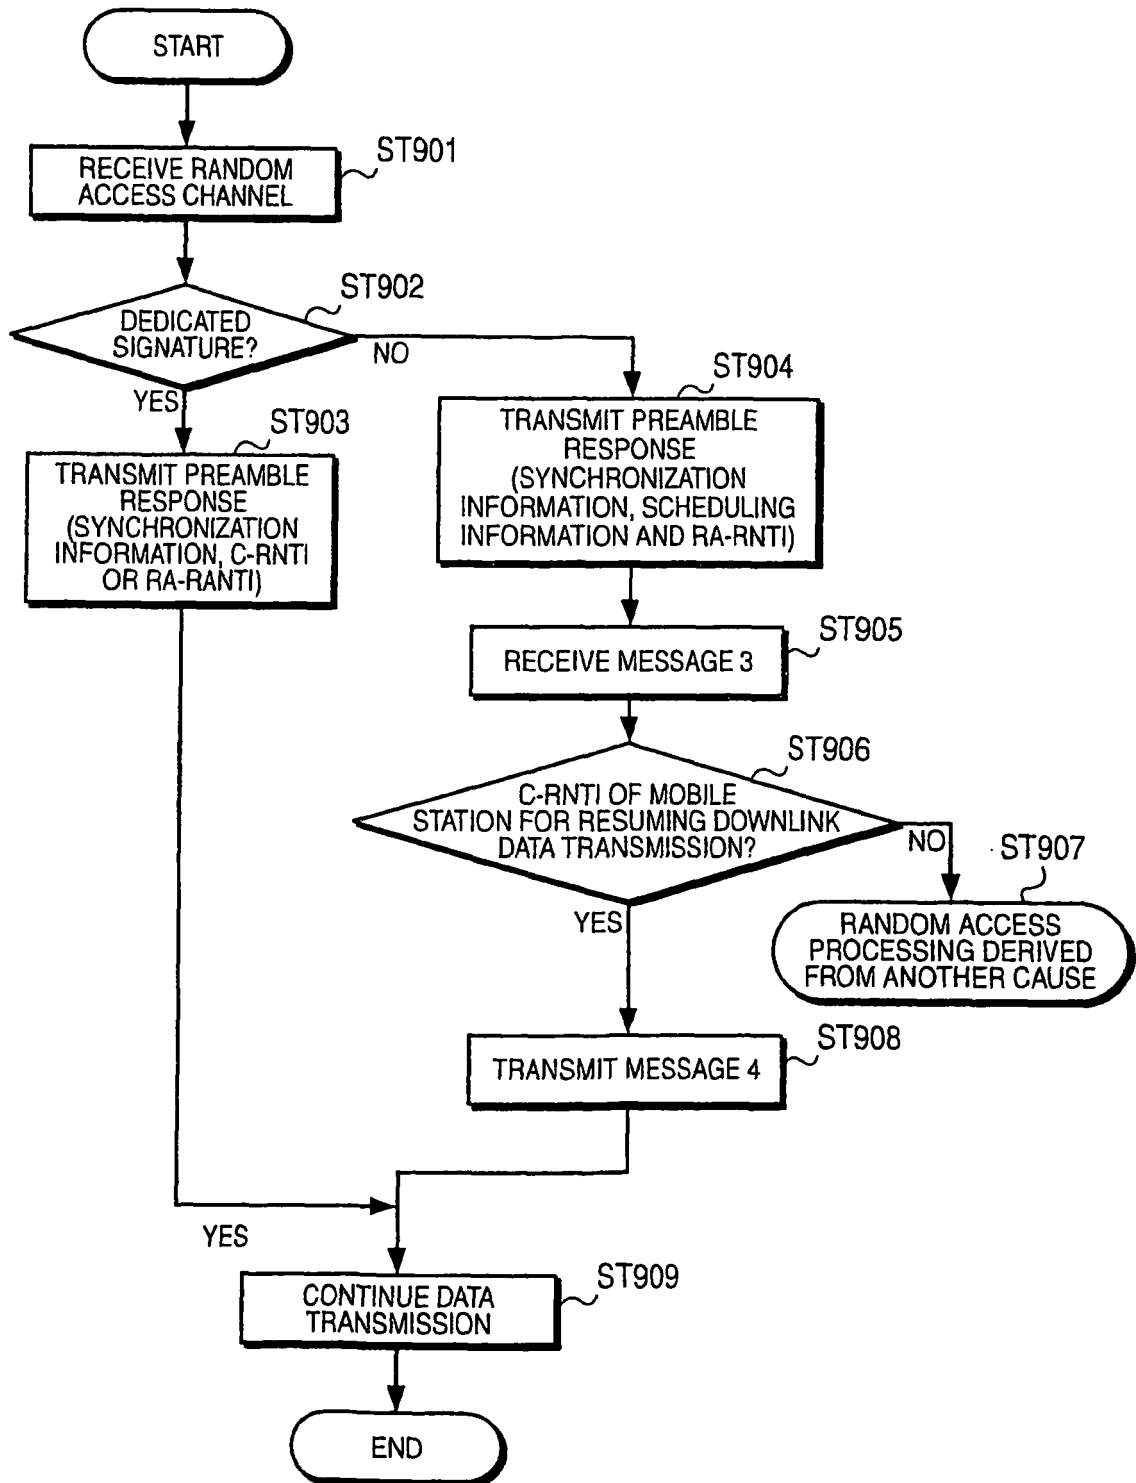 START
ST901
RECEIVE RANDOM
ACCESS CHANNEL
ST902
DEDICATED
SIGNATURE?
NO
YES
ST903
TRANSMIT PREAMBLE
RESPONSE
(SYNCHRONIZATION
INFORMATION, C-RNTI
OR RA-RANTI)
ST904
TRANSMIT PREAMBLE
RESPONSE
(SYNCHRONIZATION
INFORMATION, SCHEDULING
INFORMATION AND RA-RNTI)
ST905
RECEIVE MESSAGE 3
ST906
C-RNTI OF MOBILE
STATION FOR RESUMING DOWNLINK
DATA TRANSMISSION?
NO
YES
ST907
RANDOM ACCESS
PROCESSING DERIVED
FROM ANOTHER CAUSE
ST908
TRANSMIT MESSAGE 4
YES
ST909
CONTINUE DATA
TRANSMISSION
END